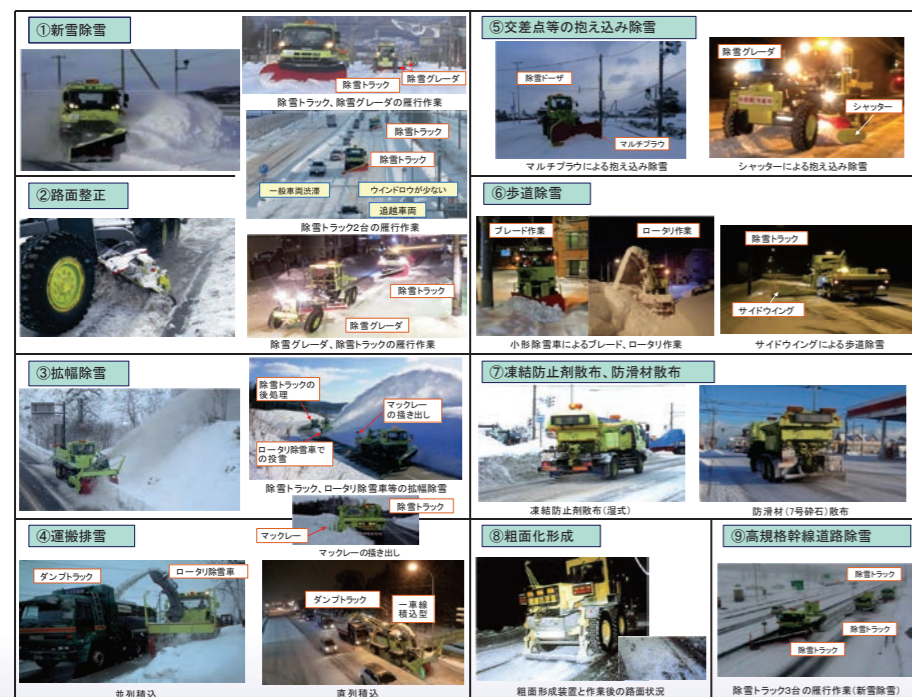 ①新雪除雪
除雪トラック
除雪グレーダ
除雪トラック、除雪グレーダの雁行作業
除雪トラック
除雪トラック
一般車両渋滞
ウインドロウが少ない
追越車両
除雪トラック2台の雁行作業
②路面整正
除雪トラック
除雪グレーダ
除雪グレーダ、除雪トラックの雁行作業
③拡幅除雪
除雪トラックの
後処理
マックレー
の掻き出し
ロータリ除雪車で
の投雪
除雪トラック、ロータリ除雪車等の拡幅除雪
除雪トラック
マックレー
マックレーの掻き出し
④運搬排雪
ダンプトラック
ロータリ除雪車
並列積込
ダンプトラック
一車線
積込型
直列積込
⑤交差点等の抱え込み除雪
除雪ドーザ
マルチプラウ
マルチプラウによる抱え込み除雪
シャッター
シャッターによる抱え込み除雪
⑥歩道除雪
ブレード作業
ロータリ作業
小形除雪車によるブレード、ロータリ作業
除雪トラック
サイドウイング
サイドウイングによる歩道除雪
⑦凍結防止剤散布、防滑材散布
凍結防止剤散布(湿式)
防滑材(7号砕石)散布
⑧粗面化形成
粗面形成装置と作業後の路面状況
⑨高規格幹線道路除雪
除雪トラック
除雪トラック
除雪トラック
除雪トラック3台の雁行作業(新雪除雪)